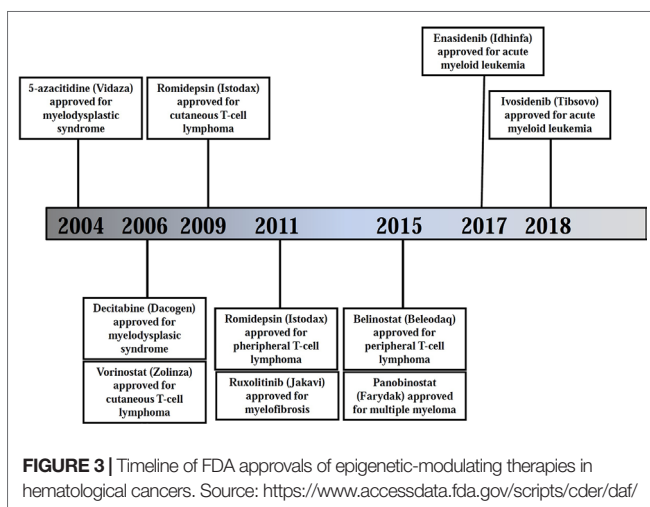 Enasidenib (Idhinfa)
approved for acute
myeloid leukemia
5-azacitidine (Vidaza)
approved for
myelodysplastic
syndrome
Romidepsin (Istodax)
approved for
cutaneous T-cell
lymphoma
Ivosidenib (Tibsovo)
approved for acute
myeloid leukemia
2004 2006 2009 2011 2015 2017 2018
Decitabine (Dacogen)
approved for
myelodysplasic
syndrome
Vorinostat (Zolinza)
approved for
cutaneous T-cell
lymphoma
Romidepsin (Istodax)
approved for
pheripheral T-cell
lymphoma
Ruxolitinib (Jakavi)
approved for
myelofibrosis
Belinostat (Beleodaq)
approved for
peripheral T-cell
lymphoma
Panobinostat
(Farydak) approved
for multiple myeloma
FIGURE 3 | Timeline of FDA approvals of epigenetic-modulating therapies in
hematological cancers. Source: https://www.accessdata.fda.gov/scripts/cder/daf/